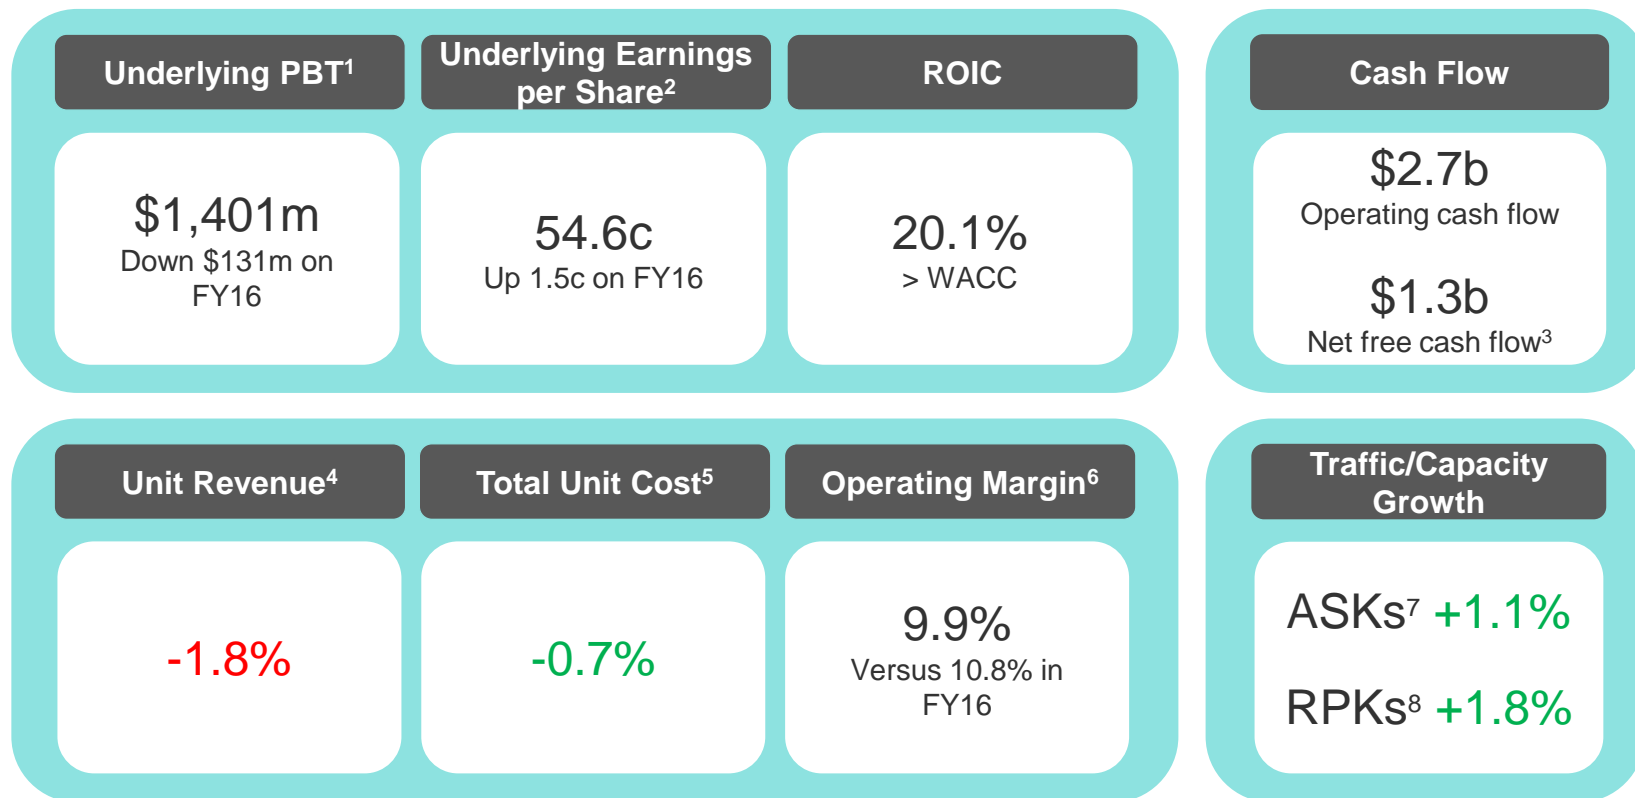 Underlying PBT1
$1,401m
Down $131m on
FY16
Underlying Earnings
per Share2
54.6c
Up 1.5c on FY16
ROIC
20.1%
> WACC
Cash Flow
$2.7b
Operating cash flow
$1.3b
Net free cash flow3
Unit Revenue4
-1.8%
Total Unit Cost5
-0.7%
Operating Margin6
9.9%
Versus 10.8% in
FY16
Traffic/Capacity
Growth
ASKs7 +1.1%
RPKs8 +1.8%